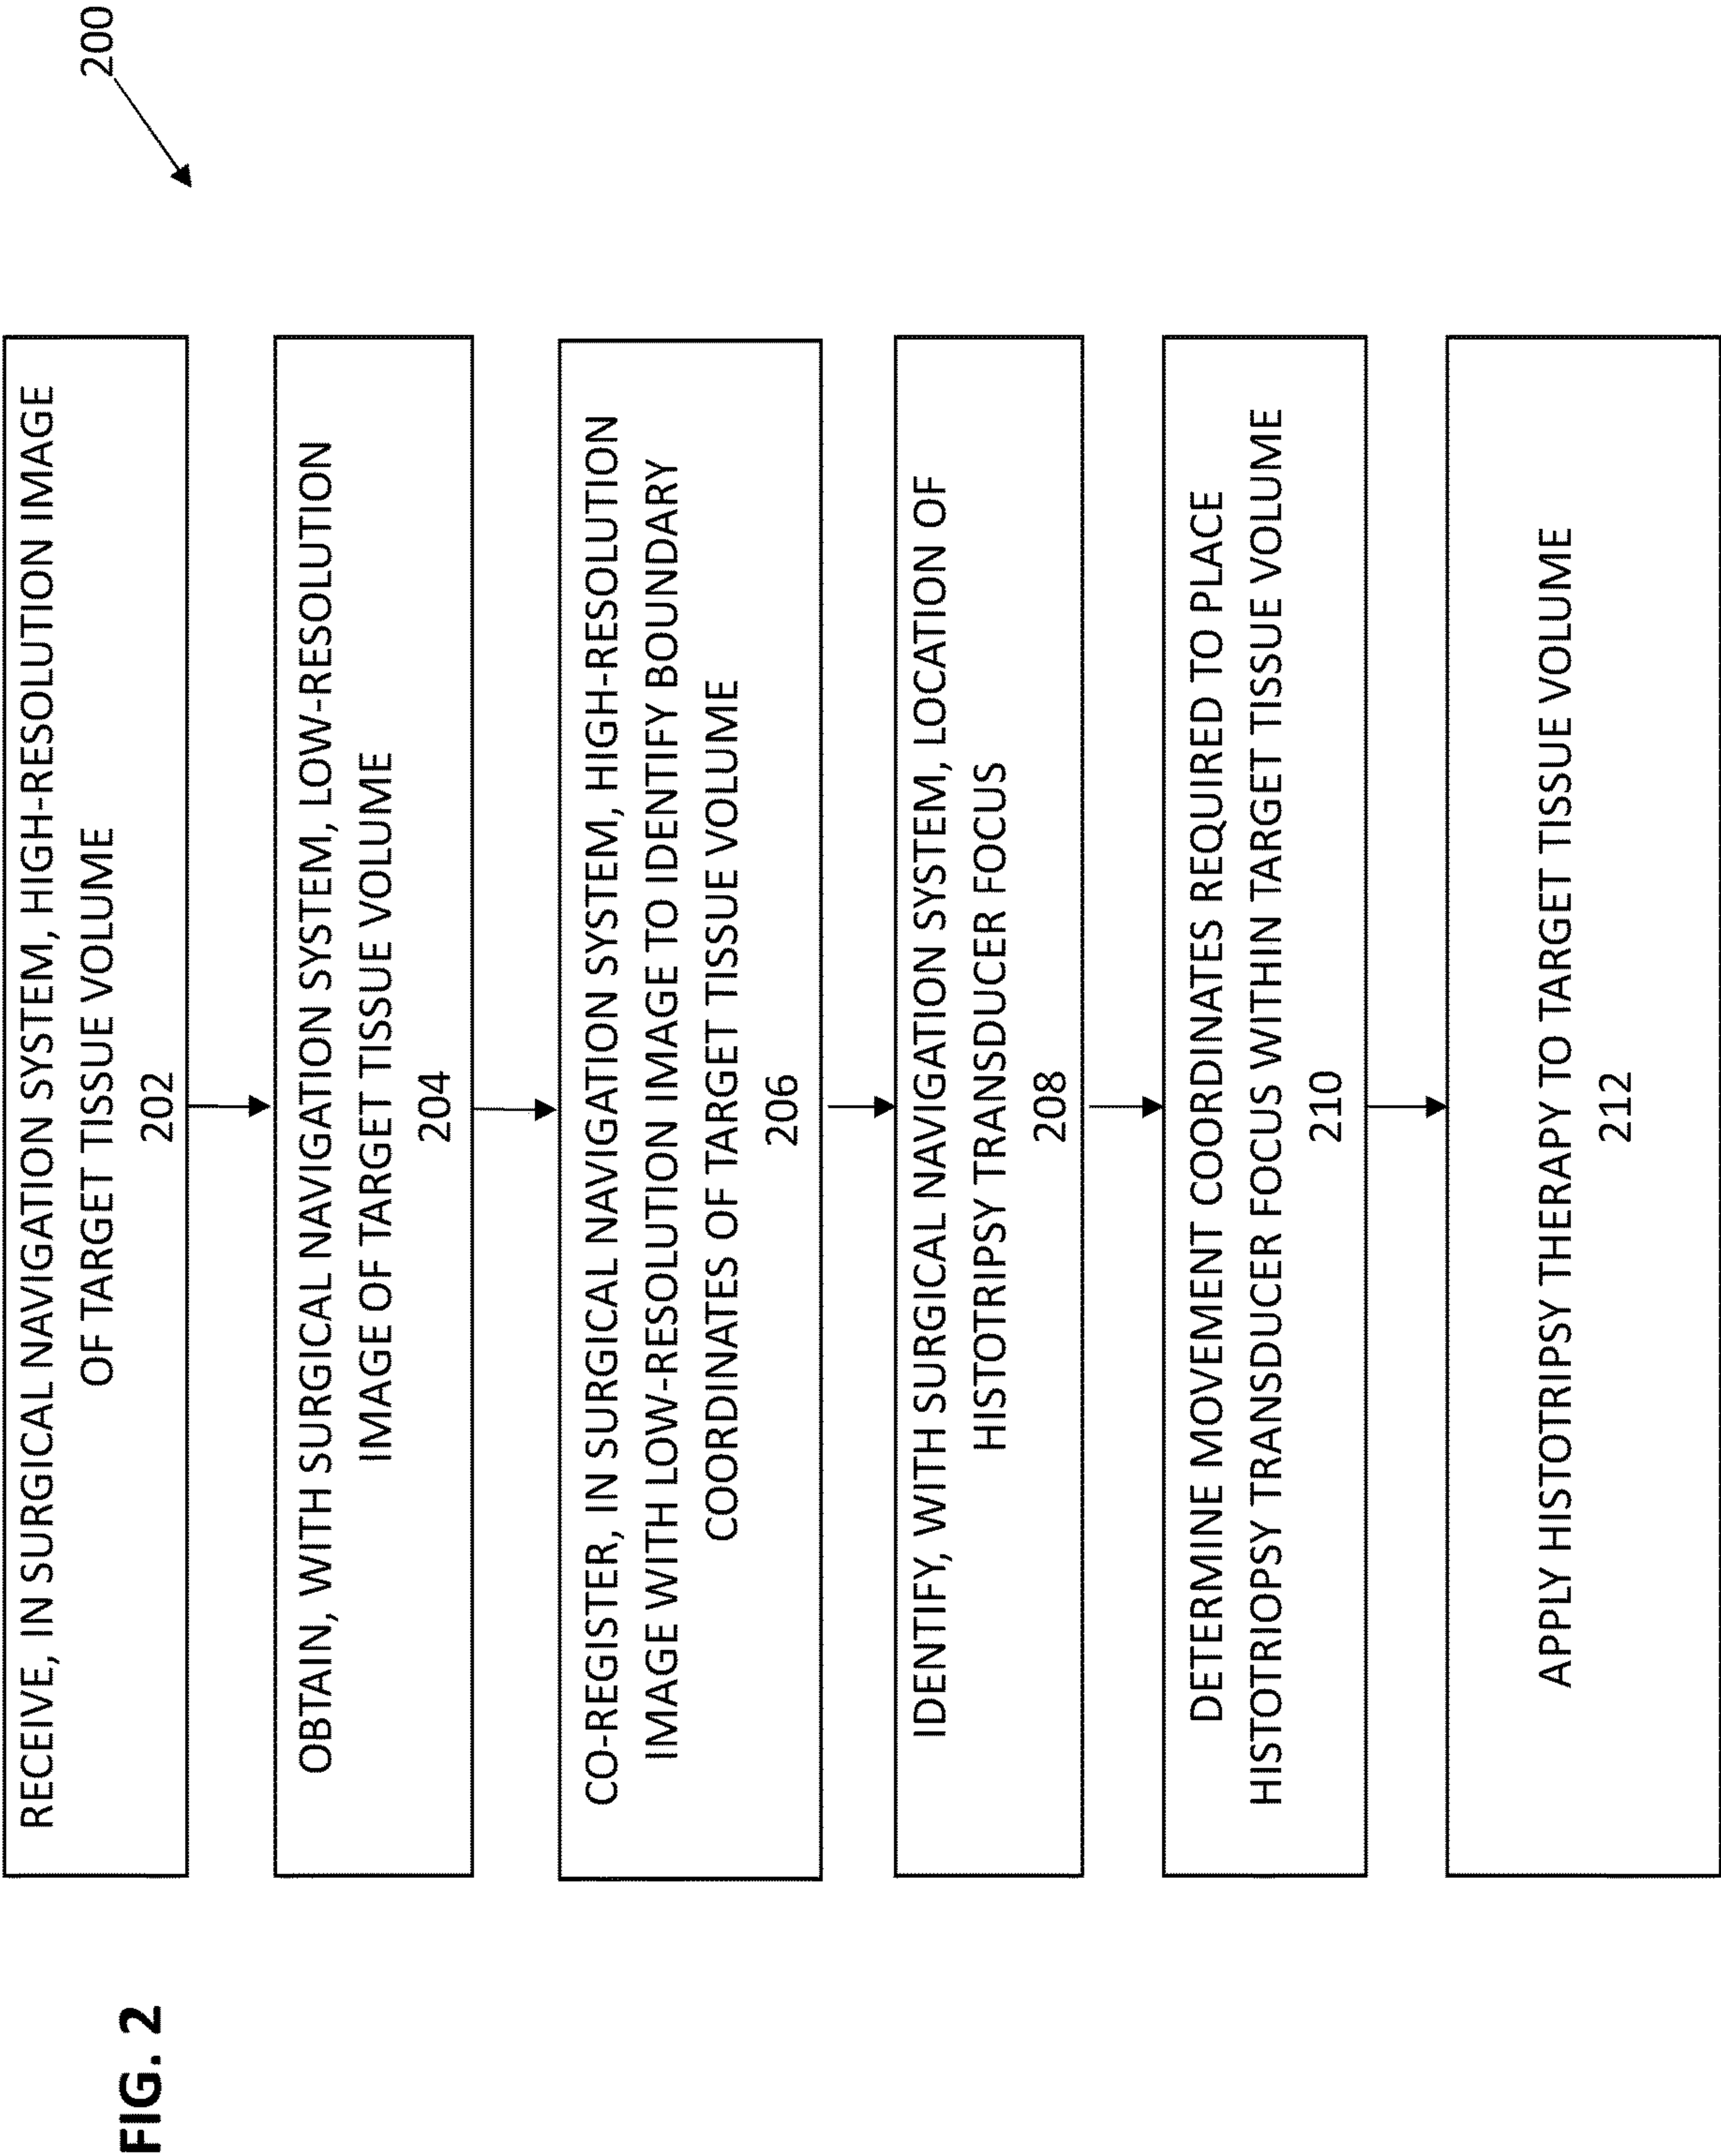 FIG. 2
200
RECEIVE, IN SURGICAL NAVIGATION SYSTEM, HIGH-RESOLUTION IMAGE
OF TARGET TISSUE VOLUME
202
OBTAIN, WITH SURGICAL NAVIGATION SYSTEM, LOW-RESOLUTION
IMAGE OF TARGET TISSUE VOLUME
204
CO-REGISTER, IN SURGICAL NAVIGATION SYSTEM, HIGH-RESOLUTION
IMAGE WITH LOW-RESOLUTION IMAGE TO IDENTIFY BOUNDARY
COORDINATES OF TARGET TISSUE VOLUME
206
IDENTIFY, WITH SURGICAL NAVIGATION SYSTEM, LOCATION OF
HISTOTRIPSY TRANSDUCER FOCUS
208
DETERMINE MOVEMENT COORDINATES REQUIRED TO PLACE
HISTOTRIOPSY TRANSDUCER FOCUS WITHIN TARGET TISSUE VOLUME
210
APPLY HISTOTRIPSY THERAPY TO TARGET TISSUE VOLUME
212